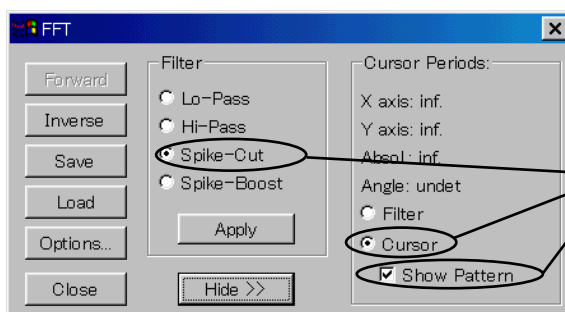 FFT
Forward
Inverse
Save
Load
Options...
Close
Filter
Lo-Pass
Hi-Pass
Spike-Cut
Spike-Boost
Apply
Hide >>
Cursor Periods:
X axis: inf.
Y axis: inf.
Absol.: inf.
Angle: undet
Filter
Cursor
Show Pattern